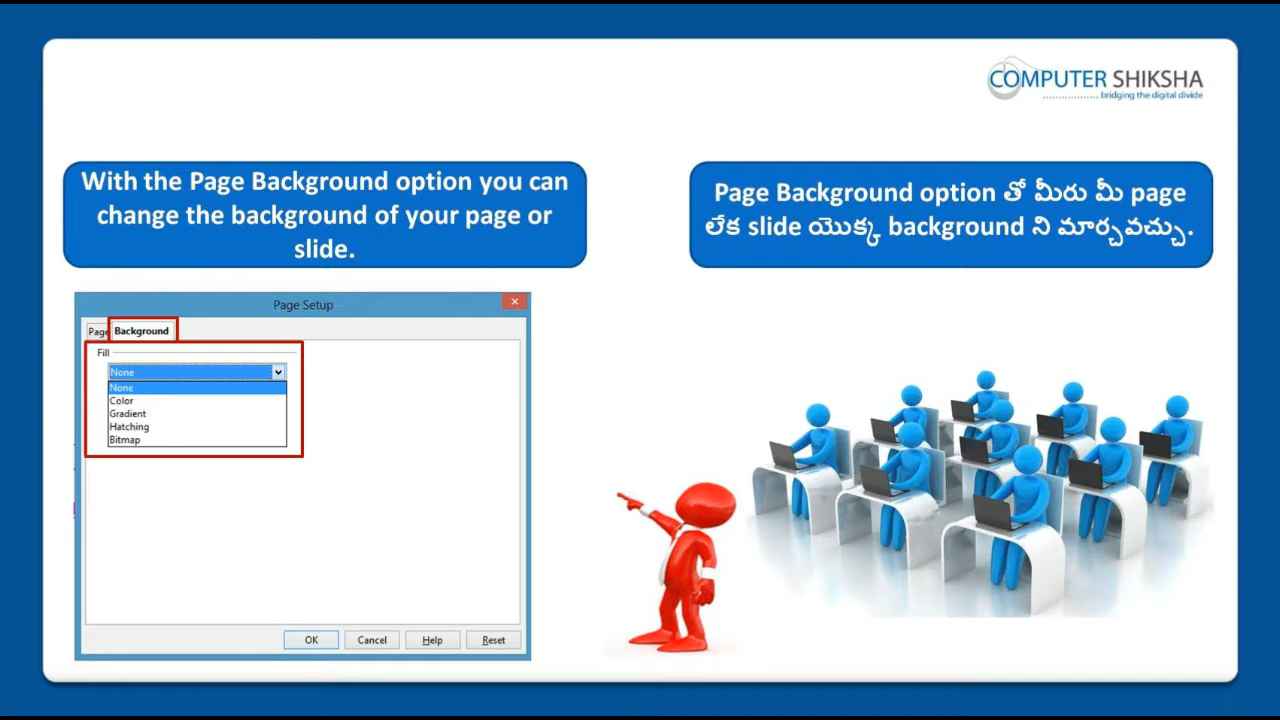 COMPUTER SHIKSHA
bridging the digital divide
With the Page Background option you can
change the background of your page or
slide.
Page Background option తో మీరు మీ page
లేక slide యొక్క background ని మార్చవచ్చు.
Page Setup
Page Background
Fill
None
None
Color
Gradient
Hatching
Bitmap
OK Cancel Help Reset